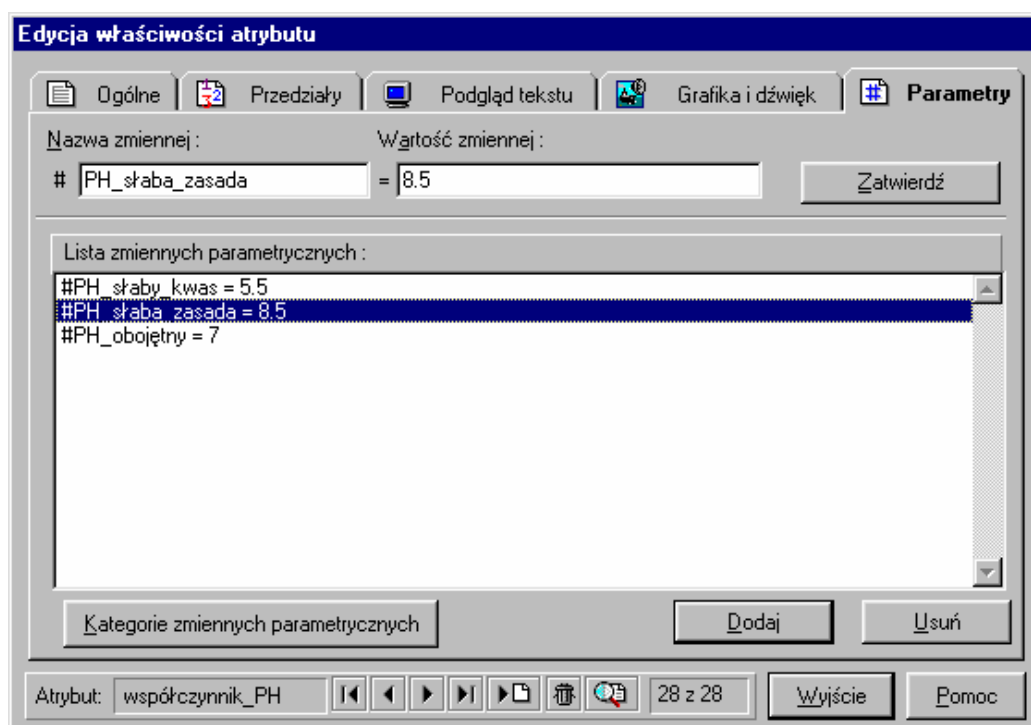 Edycja właściwości atrybutu
Ogólne Przedziały Podgląd tekstu Grafika i dźwięk Parametry
Nazwa zmiennej : Wartość zmiennej :
# PH_słaba_zasada = 8.5 Zatwierdź
Lista zmiennych parametrycznych :
#PH_słaby_kwas = 5.5
#PH_słaba_zasada = 8.5
#PH_obojętny = 7
Kategorie zmiennych parametrycznych Dodaj Usuń
Atrybut: współczynnik_PH 28 z 28 Wyjście Pomoc